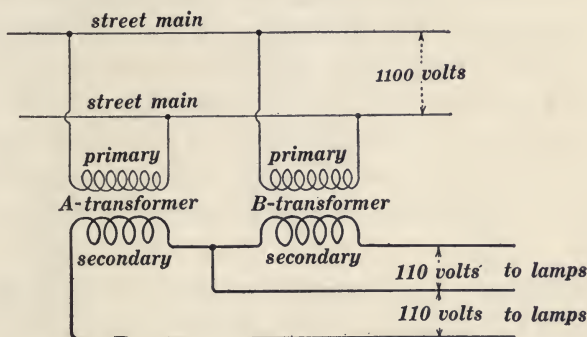 street main
1100 volts
street main
primary
primary
A-transformer
B-transformer
secondary
secondary
110 volts to lamps
110 volts to lamps